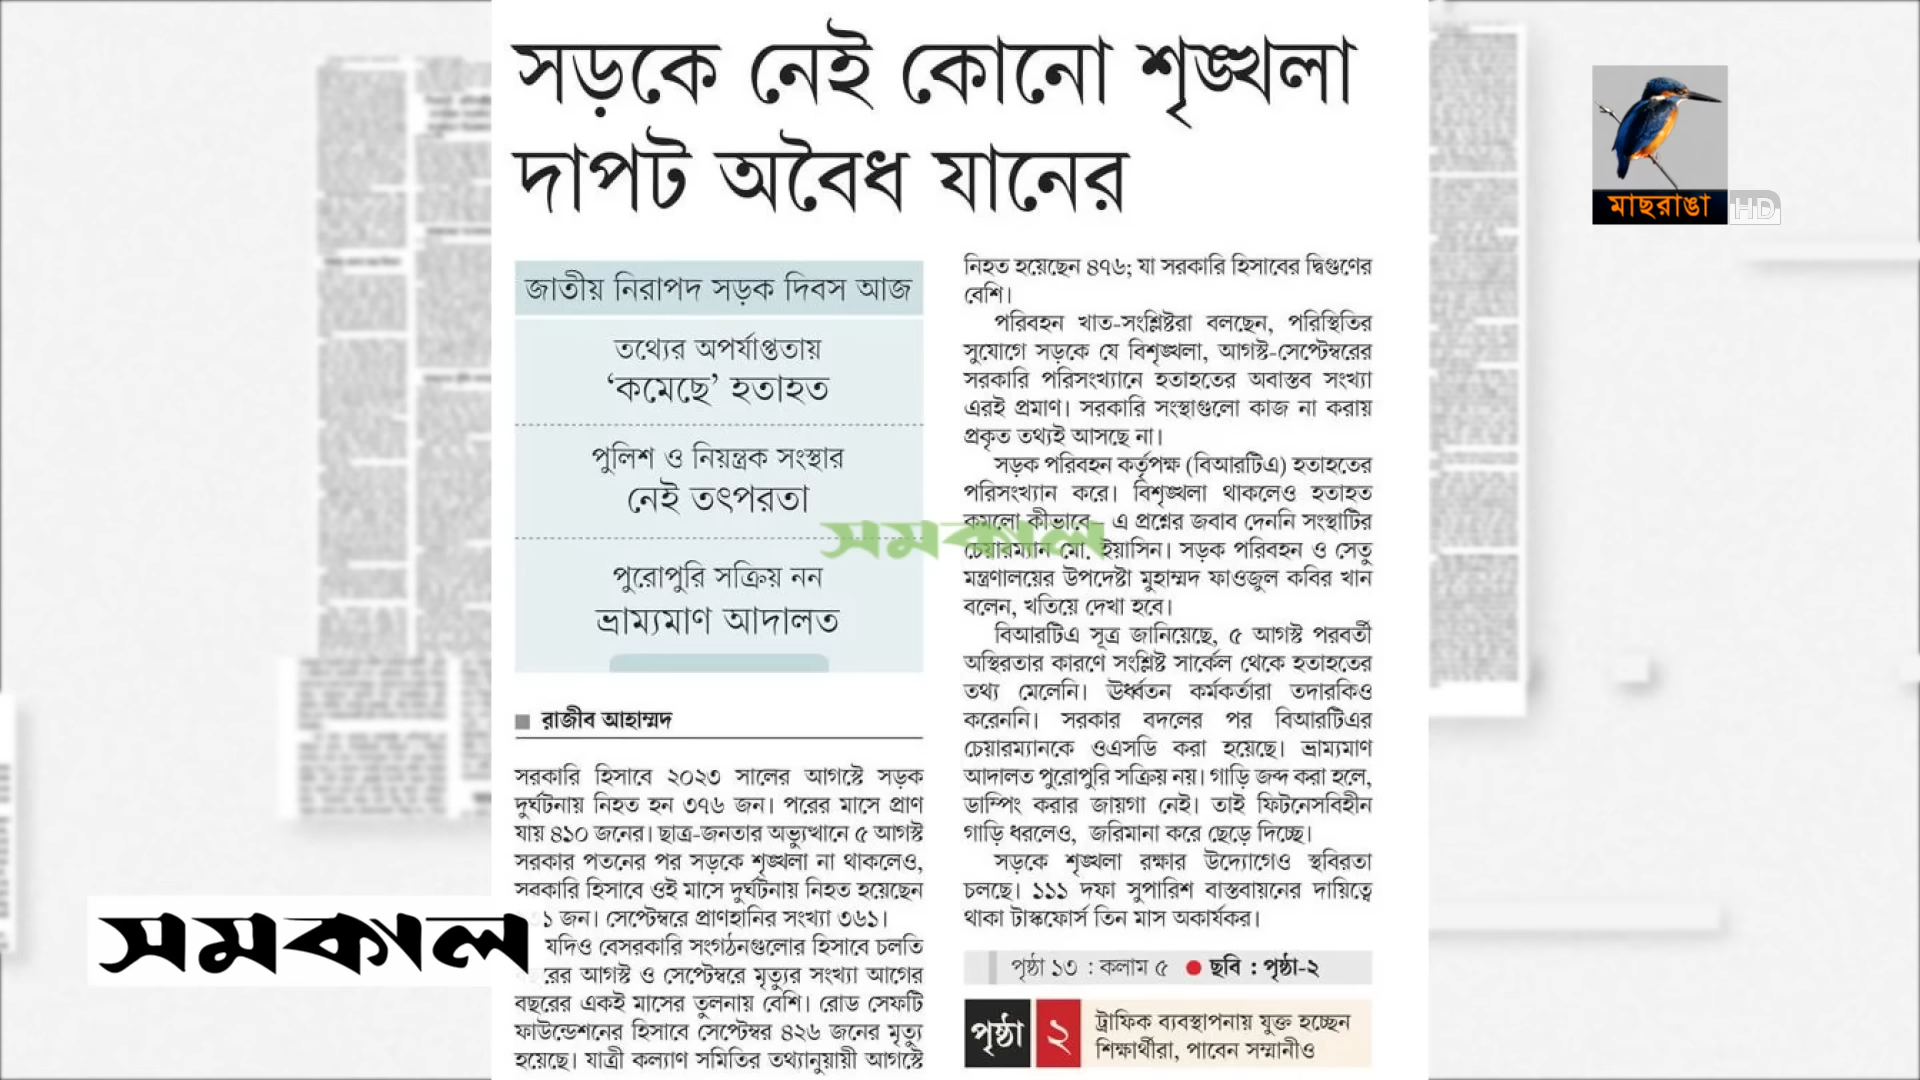 সড়কে নেই কোনো শৃঙ্খলা
দাপট অবৈধ যানের
জাতীয় নিরাপদ সড়ক দিবস আজ
তথ্যের অপর্যাপ্ততায়
‘কমেছে’ হতাহত
পুলিশ ও নিয়ন্ত্রক সংস্থার
নেই তৎপরতা
পুরোপুরি সক্রিয় নন
ভ্রাম্যমাণ আদালত
রাজীব আহাম্মদ
সরকারি হিসাবে ২০২৩ সালের আগস্টে সড়ক
দুর্ঘটনায় নিহত হন ৩৭৬ জন। পরের মাসে প্রাণ
যায় ৪১০ জনের। ছাত্র-জনতার অভ্যুত্থানে ৫ আগস্ট
সরকার পতনের পর সড়কে শৃঙ্খলা না থাকলেও,
সবকারি হিসাবে ওই মাসে দুর্ঘটনায় নিহত হয়েছেন
জন। সেপ্টেম্বরে প্রাণহানির সংখ্যা ৩৬১।
যদিও বেসরকারি সংগঠনগুলোর হিসাবে চলতি
আগস্ট ও সেপ্টেম্বরে মৃত্যুর সংখ্যা আগের
বছরের একই মাসের তুলনায় বেশি। রোড সেফটি
ফাউন্ডেশনের হিসাবে সেপ্টেম্বর ৪২৬ জনের মৃত্যু
হয়েছে। যাত্রী কল্যাণ সমিতির তথ্যানুয়ায়ী আগস্টে
নিহত হয়েছেন ৪৭৬; যা সরকারি হিসাবের দ্বিগুণের
বেশি।
পরিবহন খাত-সংশ্লিষ্টরা বলছেন, পরিস্থিতির
সুযোগে সড়কে যে বিশৃঙ্খলা, আগস্ট-সেপ্টেম্বরের
সরকারি পরিসংখ্যানে হতাহতের অবাস্তব সংখ্যা
এরই প্রমাণ। সরকারি সংস্থাগুলো কাজ না করায়
প্রকৃত তথ্যই আসছে না।
সড়ক পরিবহন কর্তৃপক্ষ (বিআরটিএ) হতাহতের
পরিসংখ্যান করে। বিশৃঙ্খলা থাকলেও হতাহত
কমলো কীভাবে– এ প্রশ্নের জবাব দেননি সংস্থাটির
চেয়ারম্যান মো. ইয়াসিন। সড়ক পরিবহন ও সেতু
মন্ত্রণালয়ের উপদেষ্টা মুহাম্মদ ফাওজুল কবির খান
বলেন, খতিয়ে দেখা হবে।
বিআরটিএ সূত্র জানিয়েছে, ৫ আগস্ট পরবর্তী
অস্থিরতার কারণে সংশ্লিষ্ট সার্কেল থেকে হতাহতের
তথ্য মেলেনি। ঊর্ধ্বতন কর্মকর্তারা তদারকিও
করেননি। সরকার বদলের পর বিআরটিএর
চেয়ারম্যানকে ওএসডি করা হয়েছে। ভ্রাম্যমাণ
আদালত পুরোপুরি সক্রিয় নয়। গাড়ি জব্দ করা হলে,
ডাম্পিং করার জায়গা নেই। তাই ফিটনেসবিহীন
গাড়ি ধরলেও, জরিমানা করে ছেড়ে দিচ্ছে।
সড়কে শৃঙ্খলা রক্ষার উদ্যোগেও স্থবিরতা
চলছে। ১১১ দফা সুপারিশ বাস্তবায়নের দায়িত্বে
থাকা টাস্কফোর্স তিন মাস অকার্যকর।
পৃষ্ঠা ১৩ : কলাম ৫ ● ছবি : পৃষ্ঠা-২
পৃষ্ঠা ২ ট্রাফিক ব্যবস্থাপনায় যুক্ত হচ্ছেন
শিক্ষার্থীরা, পাবেন সম্মানীও
সমকাল
সমকাল
মাছরাঙা HD